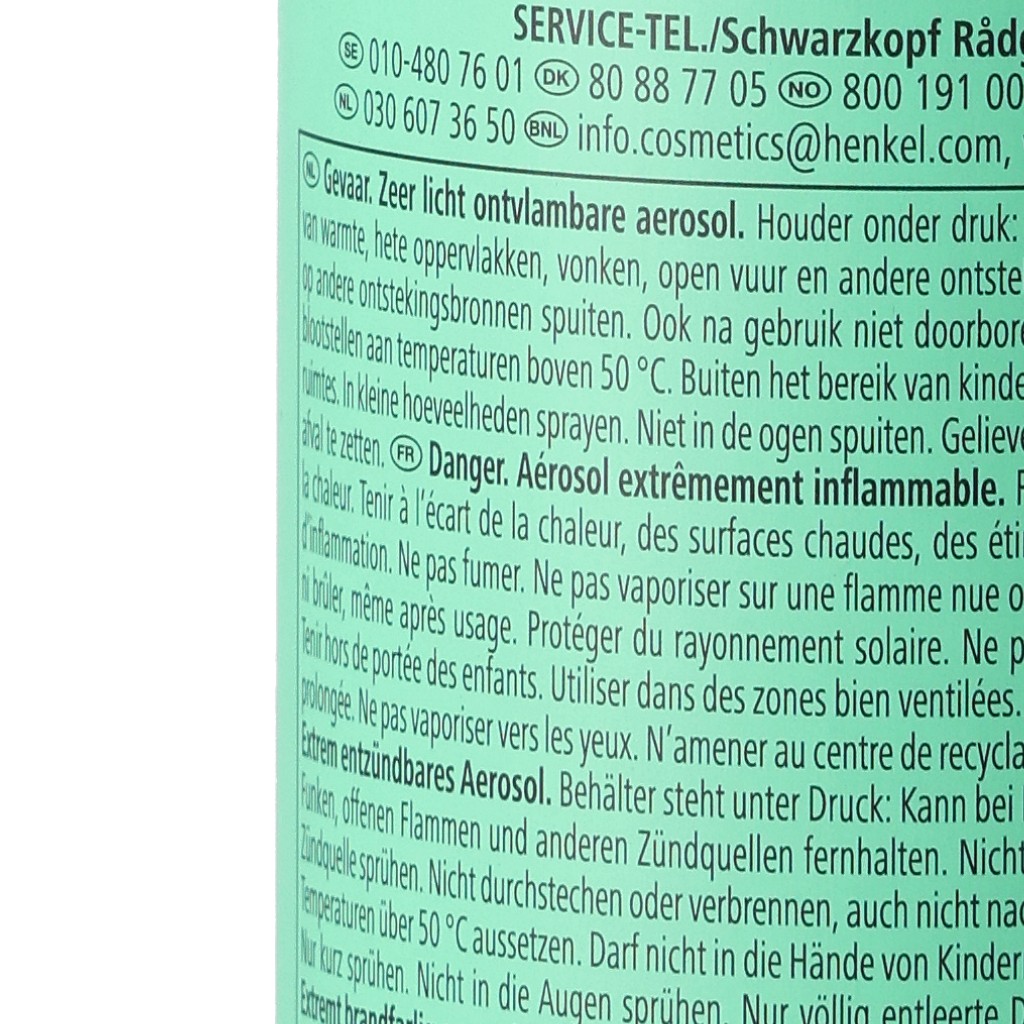 SERVICE-TEL./Schwarzkopf Rådg
SE 010-480 76 01 DK 80 88 77 05 NO 800 191 00
NL 030 607 36 50 BNL info.cosmetics@henkel.com,
NL Gevaar. Zeer licht ontvlambare aerosol. Houder onder druk:
van warmte, hete oppervlakken, vonken, open vuur en andere ontste
op andere ontstekingsbronnen spuiten. Ook na gebruik niet doorbor
blootstellen aan temperaturen boven 50 °C. Buiten het bereik van kinde
ruimtes. In kleine hoeveelheden sprayen. Niet in de ogen spuiten. Gelieve
afval te zetten. FR Danger. Aérosol extrêmement inflammable.
la chaleur. Tenir à l'écart de la chaleur, des surfaces chaudes, des éti
d'inflammation. Ne pas fumer. Ne pas vaporiser sur une flamme nue o
ni brûler, même après usage. Protéger du rayonnement solaire. Ne p
Tenir hors de portée des enfants. Utiliser dans des zones bien ventilées.
prolongée. Ne pas vaporiser vers les yeux. N'amener au centre de recycla
Extrem entzündbares Aerosol. Behälter steht unter Druck: Kann bei
Funken, offenen Flammen und anderen Zündquellen fernhalten. Nicht
Zündquelle sprühen. Nicht durchstechen oder verbrennen, auch nicht nac
Temperaturen über 50 °C aussetzen. Darf nicht in die Hände von Kinder
Nur kurz sprühen. Nicht in die Augen sprühen. Nur völlig entleerte D
Extremt brandfarli